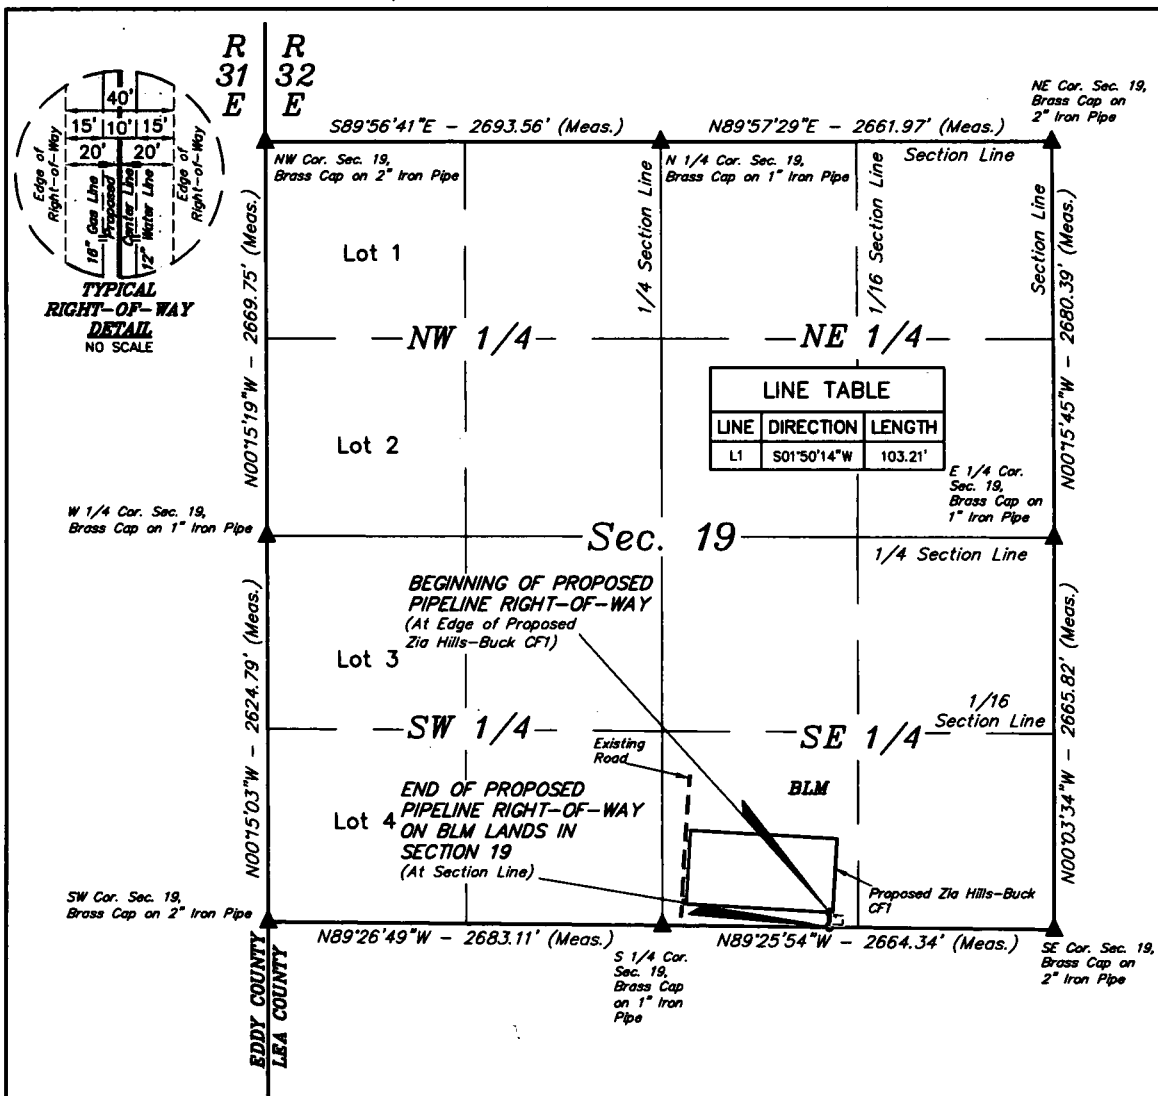 R R
31 32
E E
40'
15' 10' 15'
20' 20'
Edge of
Right-of-Way
16" Gas Line
Proposed
Center Line
12" Water Line
Edge of
Right-of-Way
TYPICAL
RIGHT-OF-WAY
DETAIL
NO SCALE
S89°56'41"E - 2693.56' (Meas.)
N89°57'29"E - 2661.97' (Meas.)
NE Cor. Sec. 19,
Brass Cap on
2" Iron Pipe
Section Line
NW Cor. Sec. 19,
Brass Cap on 2" Iron Pipe
N 1/4 Cor. Sec. 19,
Brass Cap on 1" Iron Pipe
N00°15'19"W - 2669.75' (Meas.)
Lot 1
1/4 Section Line
1/16 Section Line
Section Line
N00°15'45"W - 2680.39' (Meas.)
NW 1/4
NE 1/4
LINE TABLE
LINE DIRECTION LENGTH
L1 S01°50'14"W 103.21'
Lot 2
E 1/4 Cor.
Sec. 19,
Brass Cap on
1" Iron Pipe
W 1/4 Cor. Sec. 19,
Brass Cap on 1" Iron Pipe
Sec. 19
1/4 Section Line
BEGINNING OF PROPOSED
PIPELINE RIGHT-OF-WAY
(At Edge of Proposed
Zia Hills-Buck CF1)
N00°15'03"W - 2624.79' (Meas.)
Lot 3
1/16
Section Line
N00°03'34"W - 2665.82' (Meas.)
SW 1/4
SE 1/4
Existing
Road
BLM
END OF PROPOSED
PIPELINE RIGHT-OF-WAY
ON BLM LANDS IN
SECTION 19
(At Section Line)
Lot 4
Proposed Zia Hills-Buck
CF1
SW Cor. Sec. 19,
Brass Cap on 2" Iron Pipe
N89°26'49"W - 2683.11' (Meas.)
N89°25'54"W - 2664.34' (Meas.)
S 1/4 Cor.
Sec. 19,
Brass Cap
on 1" Iron
Pipe
SE Cor. Sec. 19,
Brass Cap on
2" Iron Pipe
EDDY COUNTY
LEA COUNTY